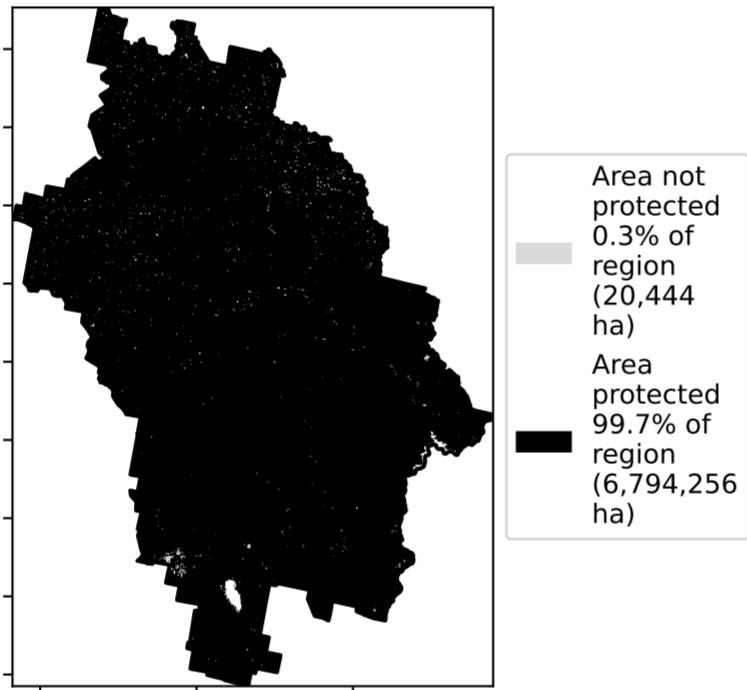 Area not
protected
0.3% of
region
(20,444
ha)
Area
protected
99.7% of
region
(6,794,256
ha)